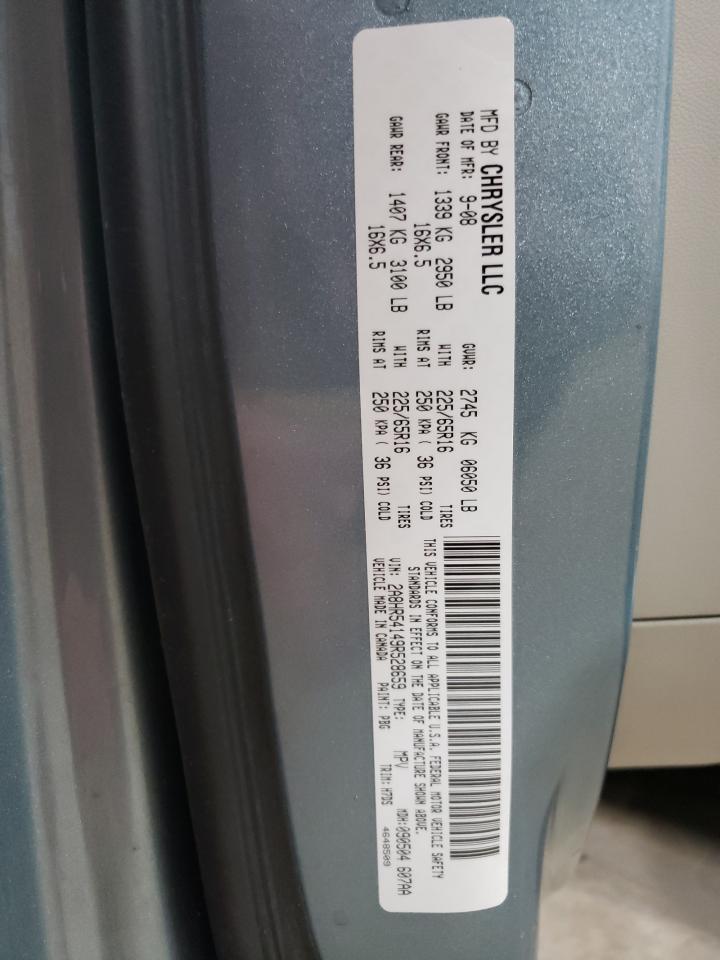 MFD BY CHRYSLER LLC
DATE OF MFR: 9-08 GVWR: 2745 KG 06050 LB
GAWR FRONT: 1339 KG 2950 LB WITH 225/65R16 TIRES
16X6.5 RIMS AT 250 KPA ( 36 PSI) COLD
GAWR REAR: 1407 KG 3100 LB WITH 225/65R16 TIRES
16X6.5 RIMS AT 250 KPA ( 36 PSI) COLD
THIS VEHICLE CONFORMS TO ALL APPLICABLE U.S.A. FEDERAL MOTOR VEHICLE SAFETY
STANDARDS IN EFFECT ON THE DATE OF MANUFACTURE SHOWN ABOVE.
VIN: 2A8HR54149R528659 TYPE: MPV MDH:090504 607AA
VEHICLE MADE IN CANADA PAINT: PBG TRIM: H7DS 4648509